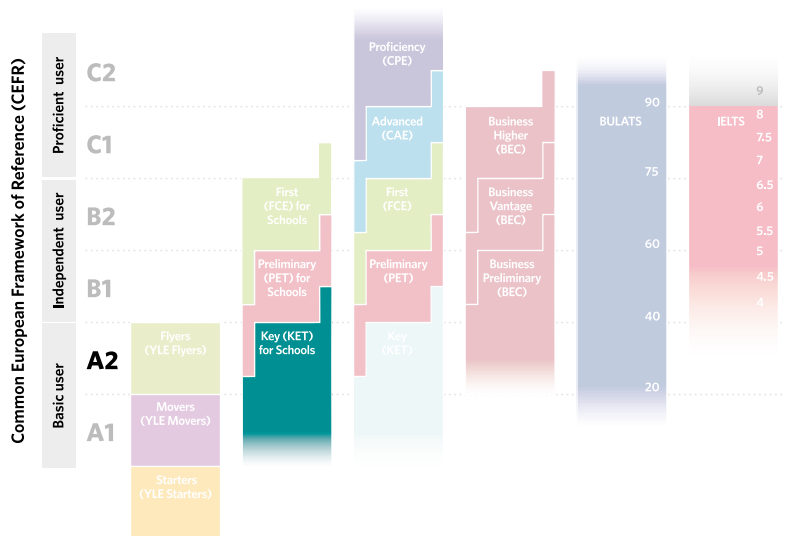 Common European Framework of Reference (CEFR)
Proficient user
Independent user
Basic user
C2
C1
B2
B1
A2
A1
Flyers
(YLE Flyers)
Movers
(YLE Movers)
Starters
(YLE Starters)
First
(FCE) for
Schools
Preliminary
(PET) for
Schools
Key (KET)
for Schools
Proficiency
(CPE)
Advanced
(CAE)
First
(FCE)
Preliminary
(PET)
Key
(KET)
Business
Higher
(BEC)
Business
Vantage
(BEC)
Business
Preliminary
(BEC)
BULATS
90
75
60
40
20
IELTS
9
8
7.5
7
6.5
6
5.5
5
4.5
4